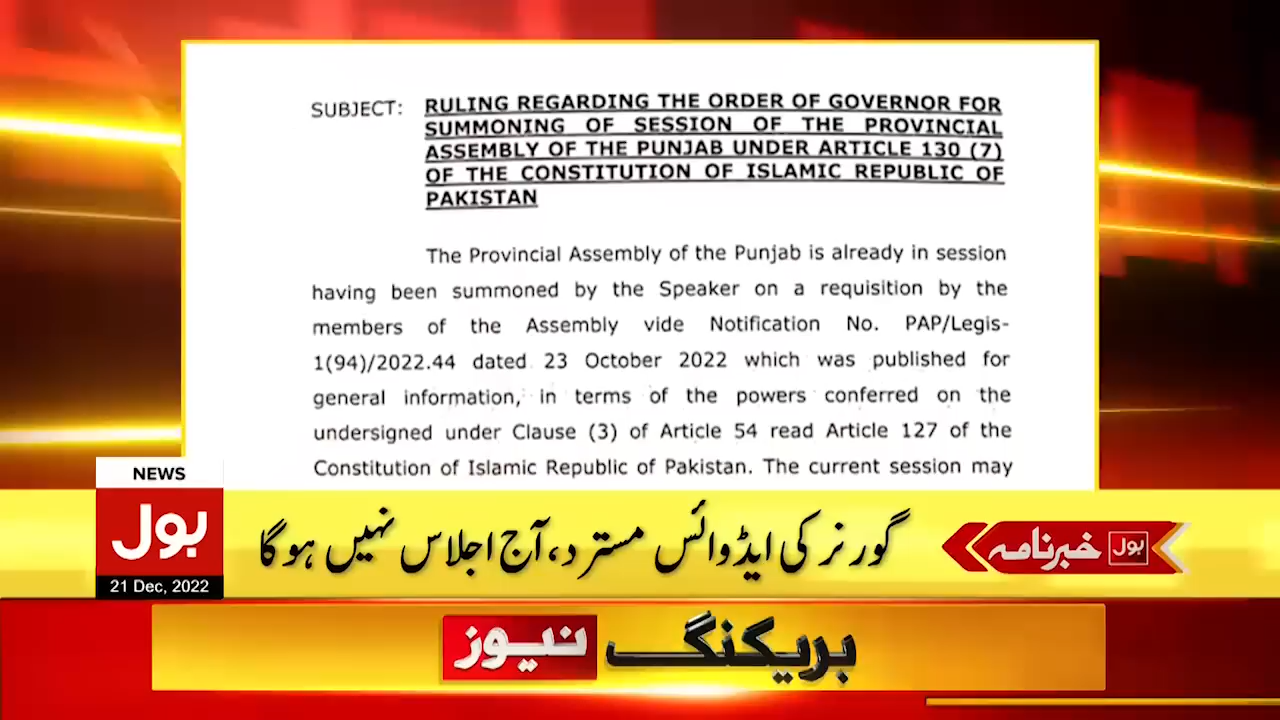 SUBJECT: RULING REGARDING THE ORDER OF GOVERNOR FOR
SUMMONING OF SESSION OF THE PROVINCIAL
ASSEMBLY OF THE PUNJAB UNDER ARTICLE 130 (7)
OF THE CONSTITUTION OF ISLAMIC REPUBLIC OF
PAKISTAN
The Provincial Assembly of the Punjab is already in session
having been summoned by the Speaker on a requisition by the
members of the Assembly vide Notification No. PAP/Legis-
1(94)/2022.44 dated 23 October 2022 which was published for
general information, in terms of the powers conferred on the
undersigned under Clause (3) of Article 54 read Article 127 of the
Constitution of Islamic Republic of Pakistan. The current session may
NEWS
بول
21 Dec, 2022
گورنر کی ایڈوائس مسترد، آج اجلاس نہیں ہوگا
بول خبرنامہ
بریکنگ نیوز